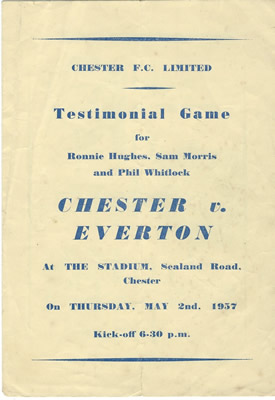 CHESTER F.C. LIMITED
Testimonial Game
for
Ronnie Hughes, Sam Morris
and Phil Whitlock
CHESTER v.
EVERTON
At THE STADIUM, Sealand Road,
Chester
On THURSDAY, MAY 2nd, 1957
Kick-off 6-30 p.m.